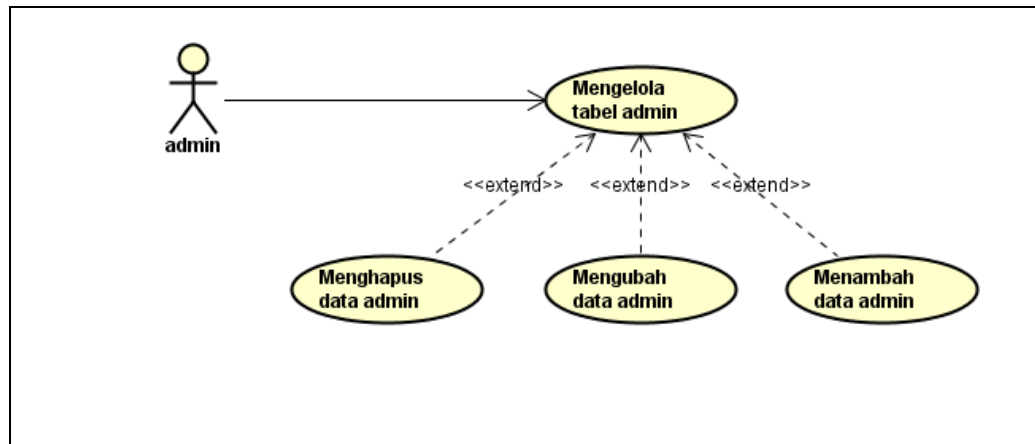 Mengelola
tabel admin
admin
<<extend>>
<<extend>>
<<extend>>
Menghapus
data admin
Mengubah
data admin
Menambah
data admin